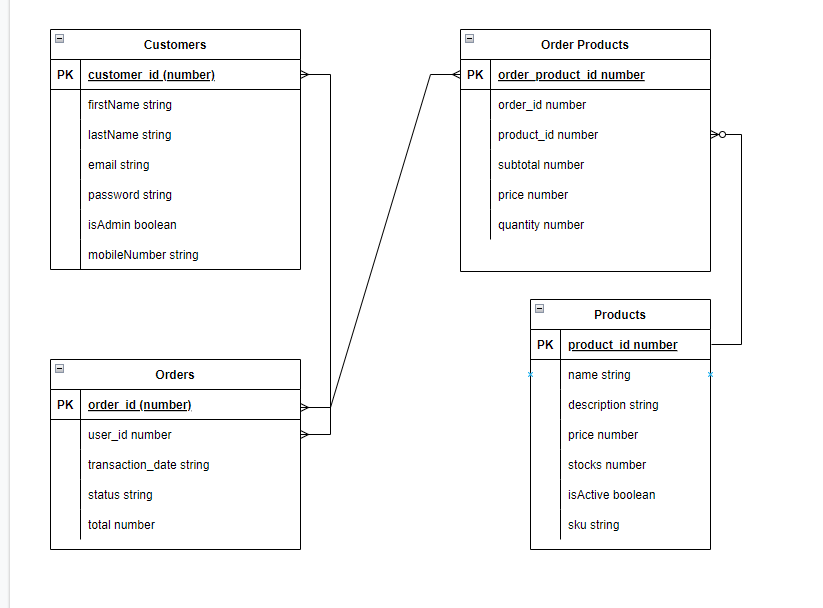 Customers
PK customer_id (number)
firstName string
lastName string
email string
password string
isAdmin boolean
mobileNumber string
Order Products
PK order_product_id number
order_id number
product_id number
subtotal number
price number
quantity number
Orders
PK order_id (number)
user_id number
transaction_date string
status string
total number
Products
PK product_id number
name string
description string
price number
stocks number
isActive boolean
sku string